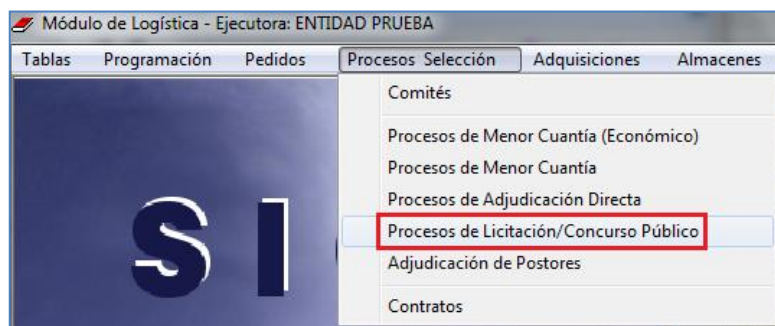 Módulo de Logística - Ejecutora: ENTIDAD PRUEBA
Tablas Programación Pedidos Procesos Selección Adquisiciones Almacenes
Comités
Procesos de Menor Cuantía (Económico)
Procesos de Menor Cuantía
Procesos de Adjudicación Directa
Procesos de Licitación/Concurso Público
Adjudicación de Postores
Contratos
S I